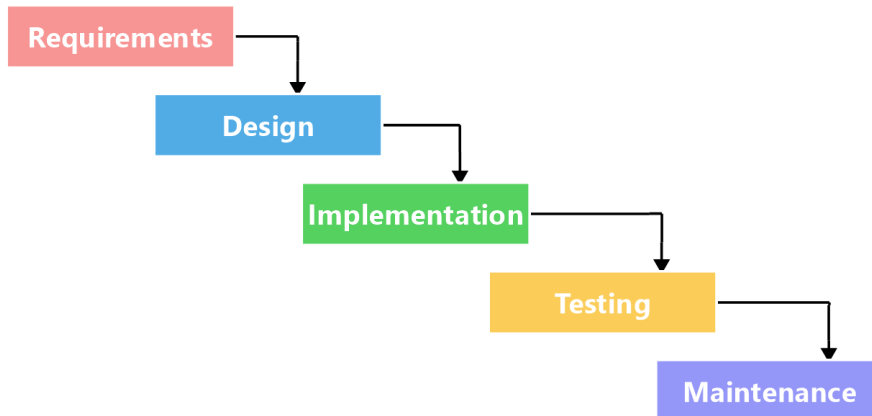 Requirements
Design
Implementation
Testing
Maintenance